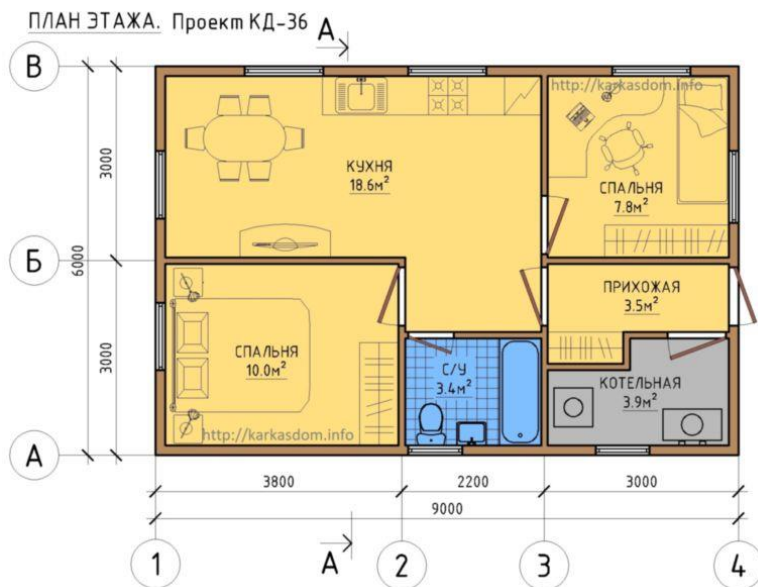 ПЛАН ЭТАЖА. Проект КД-36
А
В
http://karkasdom.info
3000
КУХНЯ
18.6м²
СПАЛЬНЯ
7.8м²
Б
6000
ПРИХОЖАЯ
3.5м²
3000
СПАЛЬНЯ
10.0м²
С/У
3.4м²
КОТЕЛЬНАЯ
3.9м²
http://karkasdom.info
А
3800
2200
3000
9000
А
1
2
3
4